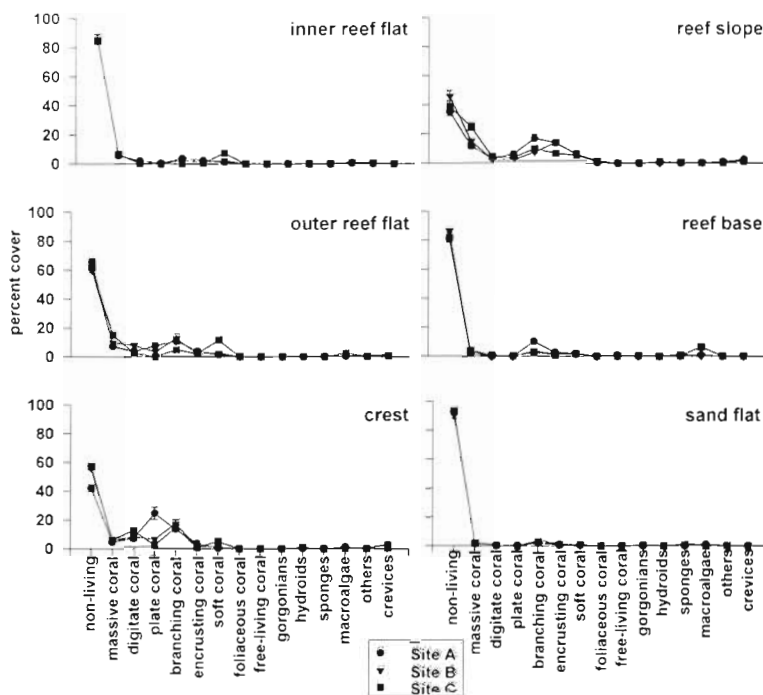 inner reef flat
reef slope
outer reef flat
reef base
crest
sand flat
percent cover
100
80
60
40
20
0
100
80
60
40
20
0
100
80
60
40
20
0
non-living
massive coral
digitate coral
plate coral
branching coral
encrusting coral
soft coral
foliaceous coral
free-living coral
gorgonians
hydroids
sponges
macroalgae
others
crevices
non-living
massive coral
digitate coral
plate coral
branching coral
encrusting coral
soft coral
foliaceous coral
free-living coral
gorgonians
hydroids
sponges
macroalgae
others
crevices
Site A
Site B
Site C